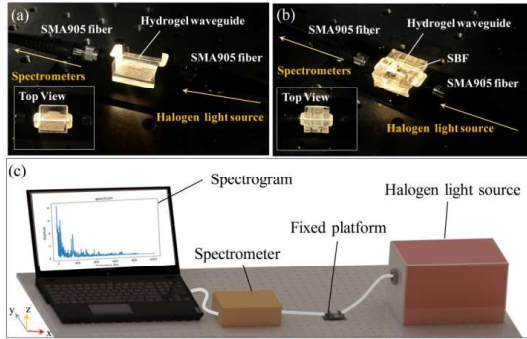 (a)
Hydrogel waveguide
SMA905 fiber
SMA905 fiber
Spectrometers
Top View
Halogen light source
(b)
Hydrogel waveguide
SMA905 fiber
SBF
Spectrometers
SMA905 fiber
Top View
Halogen light source
(c)
Spectrogram
Halogen light source
Fixed platform
Spectrometer
y
z
x